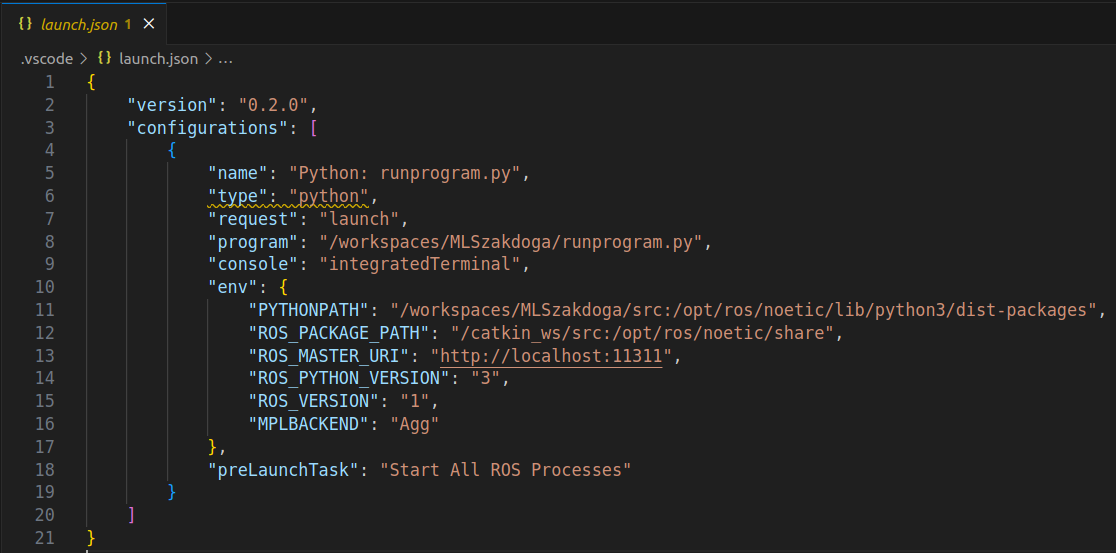 {} launch.json 1 ×
.vscode > {} launch.json > ...
1 {
2 "version": "0.2.0",
3 "configurations": [
4 {
5 "name": "Python: runprogram.py",
6 "type": "python",
7 "request": "launch",
8 "program": "/workspaces/MLSzakdoga/runprogram.py",
9 "console": "integratedTerminal",
10 "env": {
11 "PYTHONPATH": "/workspaces/MLSzakdoga/src:/opt/ros/noetic/lib/python3/dist-packages",
12 "ROS_PACKAGE_PATH": "/catkin_ws/src:/opt/ros/noetic/share",
13 "ROS_MASTER_URI": "http://localhost:11311",
14 "ROS_PYTHON_VERSION": "3",
15 "ROS_VERSION": "1",
16 "MPLBACKEND": "Agg"
17 },
18 "preLaunchTask": "Start All ROS Processes"
19 }
20 ]
21 }